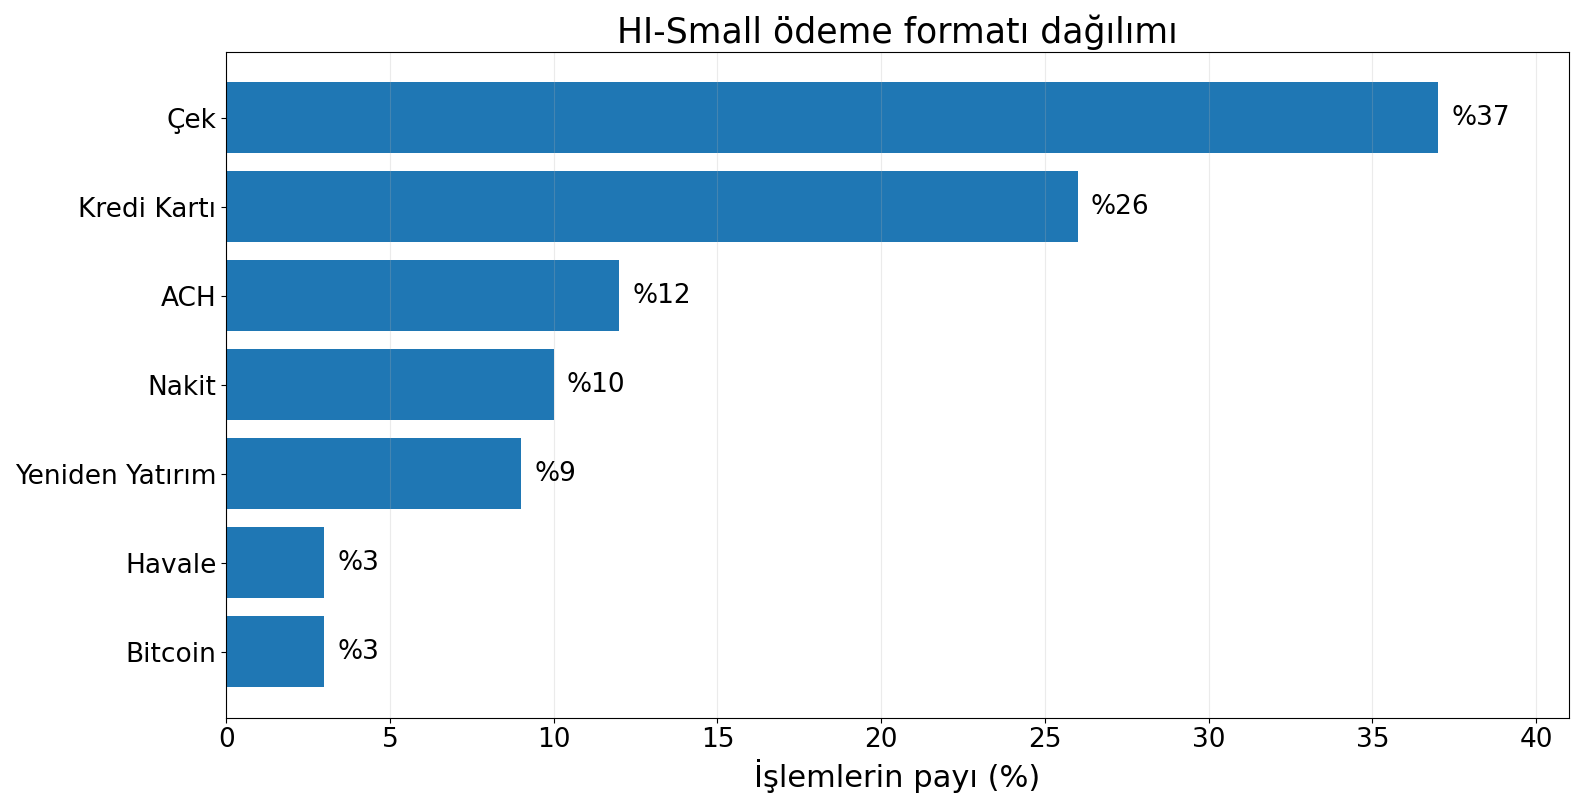 HI-Small ödeme formatı dağılımı
Çek %37
Kredi Kartı %26
ACH %12
Nakit %10
Yeniden Yatırım %9
Havale %3
Bitcoin %3
0 5 10 15 20 25 30 35 40
İşlemlerin payı (%)